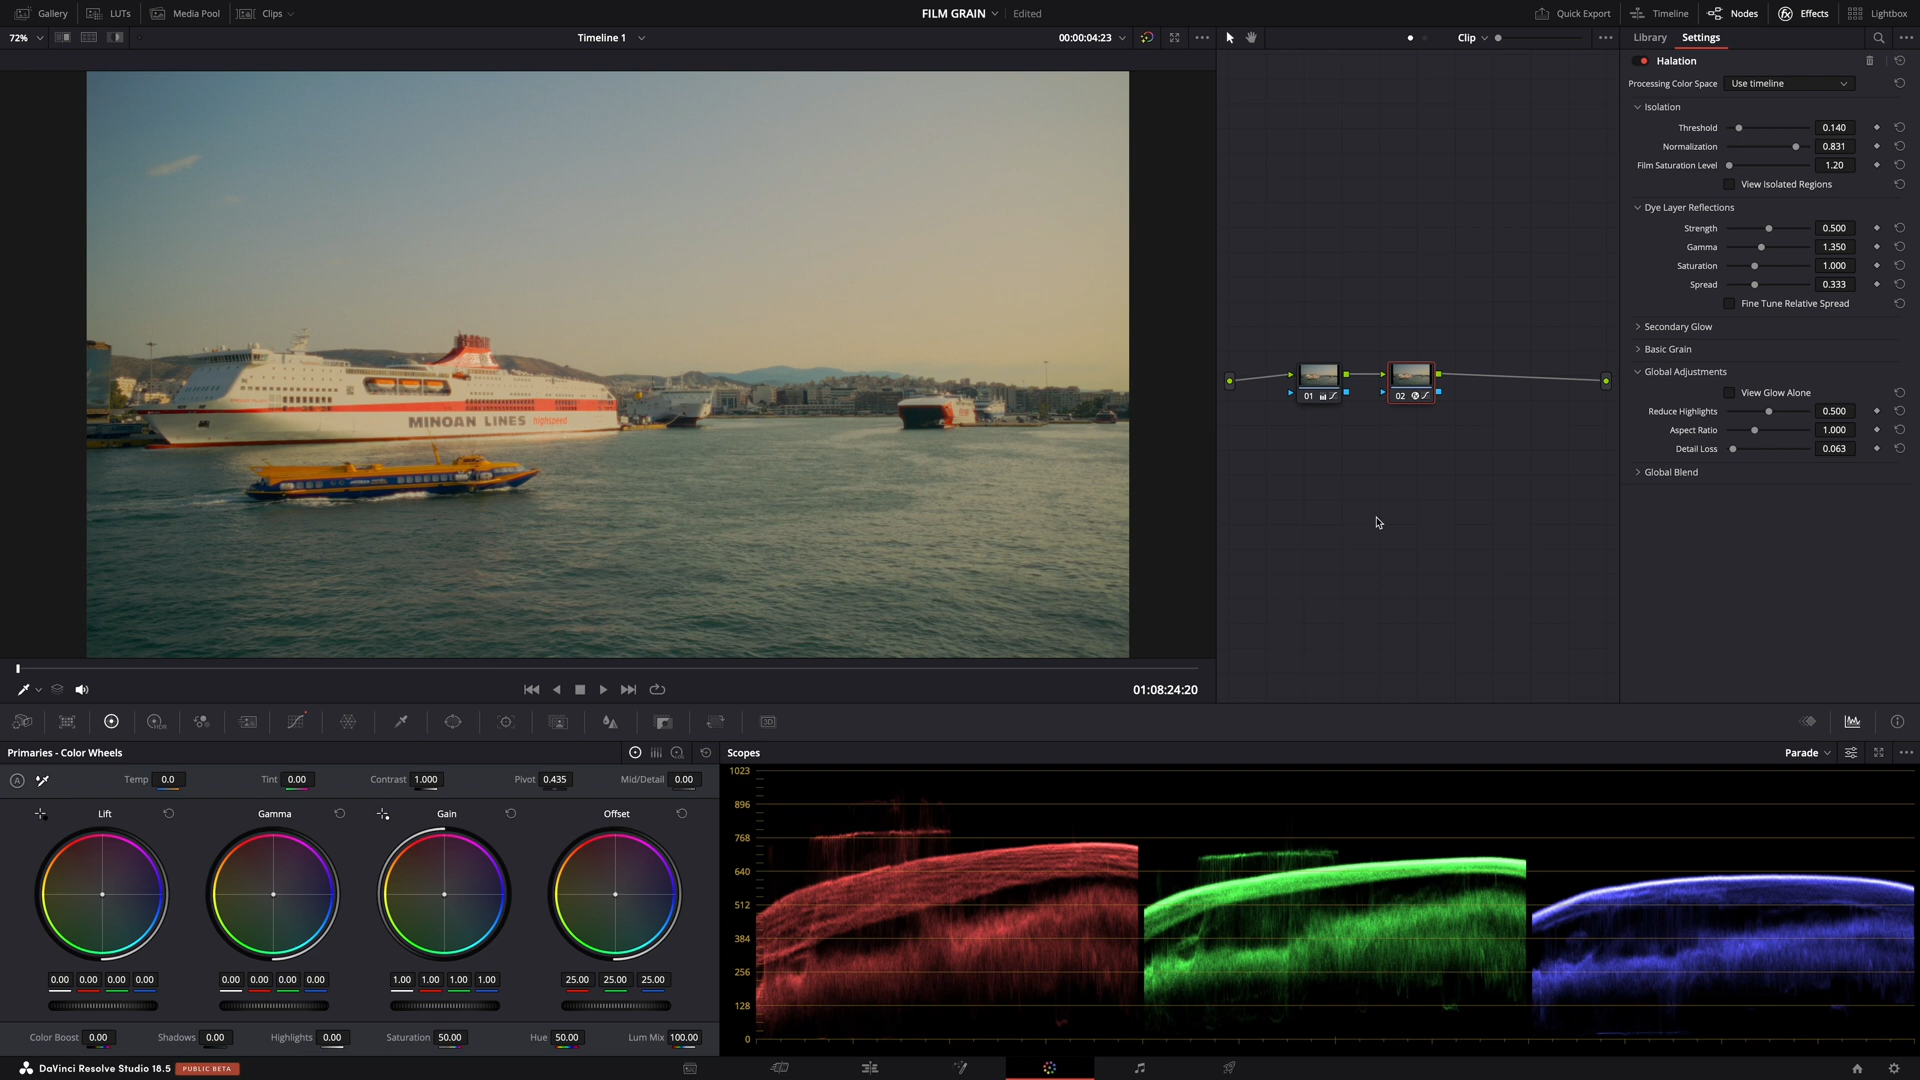 Gallery LUTs Media Pool Clips FILM GRAIN Edited Quick Export Timeline Nodes Effects Lightbox
72% Timeline 1 00:00:04:23 Clip Library Settings
Halation
Processing Color Space Use timeline
Isolation
Threshold 0.140
Normalization 0.831
Film Saturation Level 1.20
View Isolated Regions
Dye Layer Reflections
Strength 0.500
Gamma 1.350
Saturation 1.000
Spread 0.333
Fine Tune Relative Spread
Secondary Glow
Basic Grain
Global Adjustments
View Glow Alone
Reduce Highlights 0.500
Aspect Ratio 1.000
Detail Loss 0.063
Global Blend
01 02
MINOAN LINES highspeed
01:08:24:20
HDR 3D
Primaries - Color Wheels Scopes Parade
A Temp 0.0 Tint 0.00 Contrast 1.000 Pivot 0.435 Mid/Detail 0.00
Lift Gamma Gain Offset
0.00 0.00 0.00 0.00 0.00 0.00 0.00 0.00 1.00 1.00 1.00 1.00 25.00 25.00 25.00
Color Boost 0.00 Shadows 0.00 Highlights 0.00 Saturation 50.00 Hue 50.00 Lum Mix 100.00
1023
896
768
640
512
384
256
128
0
DaVinci Resolve Studio 18.5 PUBLIC BETA